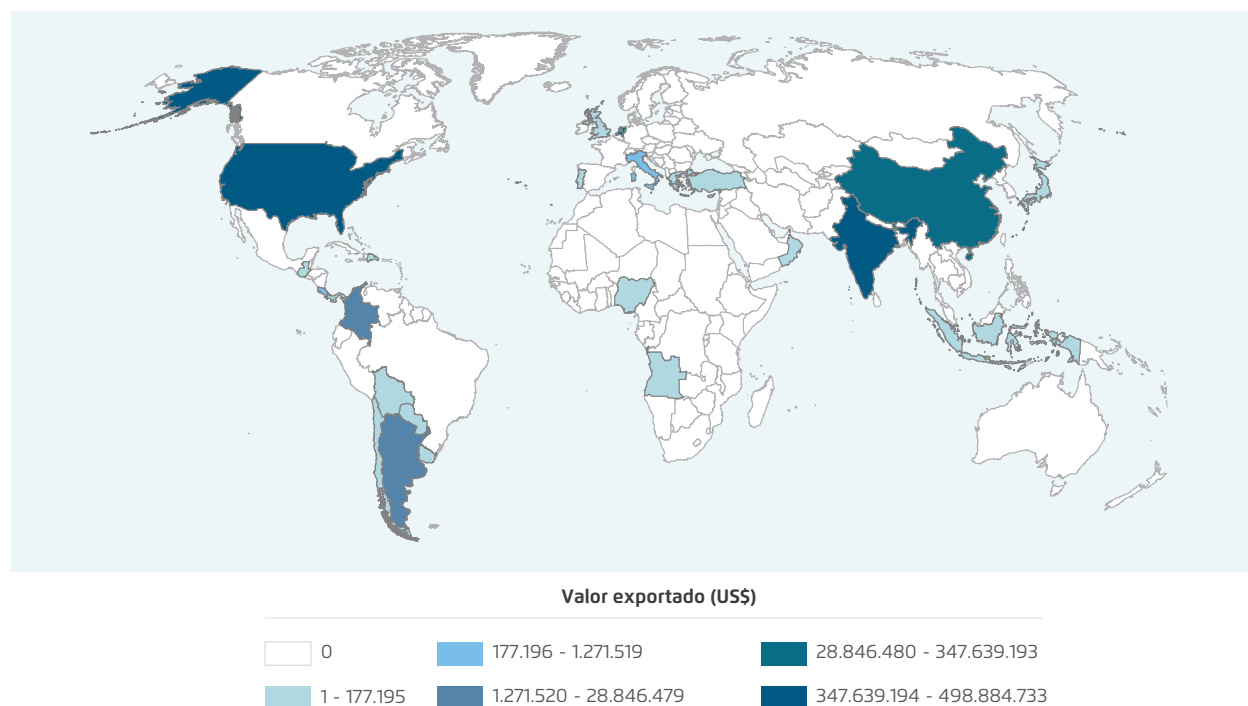 Valor exportado (US$)
0
177.196 - 1.271.519
28.846.480 - 347.639.193
1 - 177.195
1.271.520 - 28.846.479
347.639.194 - 498.884.733